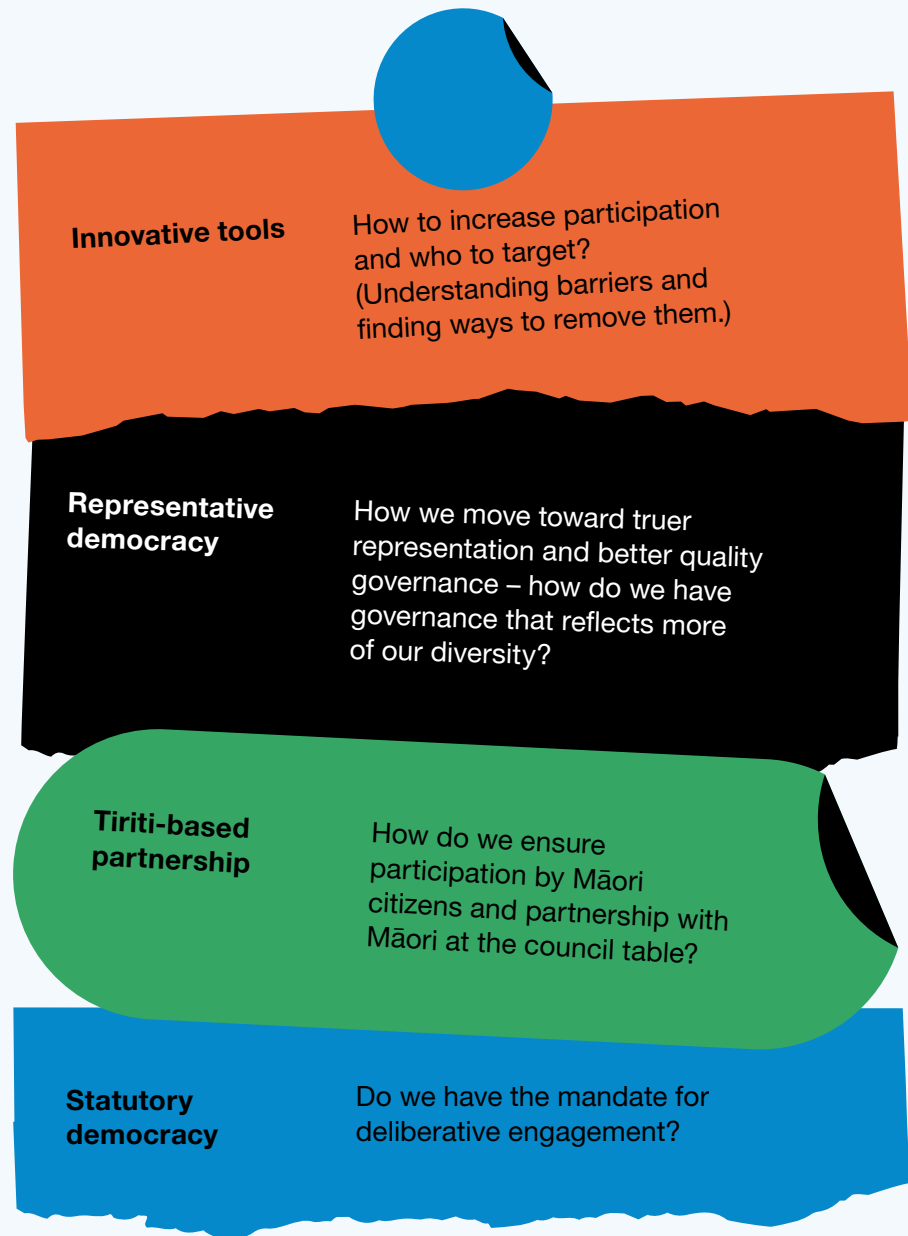 Innovative tools
How to increase participation
and who to target?
(Understanding barriers and
finding ways to remove them.)
Representative
democracy
How we move toward truer
representation and better quality
governance – how do we have
governance that reflects more
of our diversity?
Tiriti-based
partnership
How do we ensure
participation by Māori
citizens and partnership with
Māori at the council table?
Statutory
democracy
Do we have the mandate for
deliberative engagement?